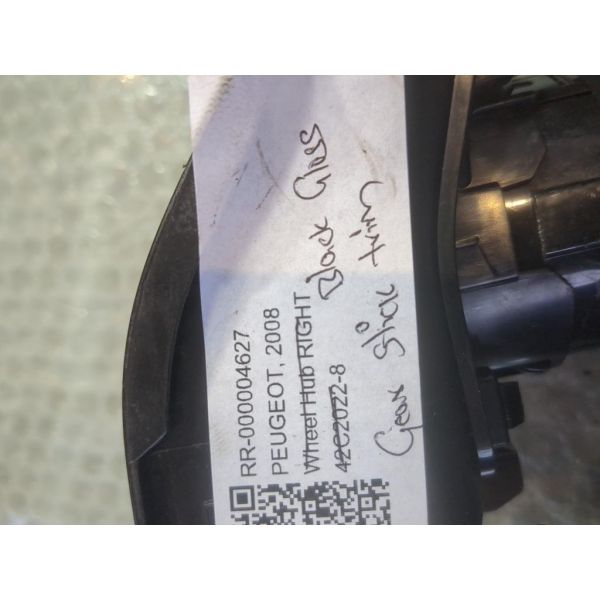 RR-000004627
PEUGEOT, 2008
Wheel Hub RIGHT
42C2022-8
Black Gloss
Gear stick trim